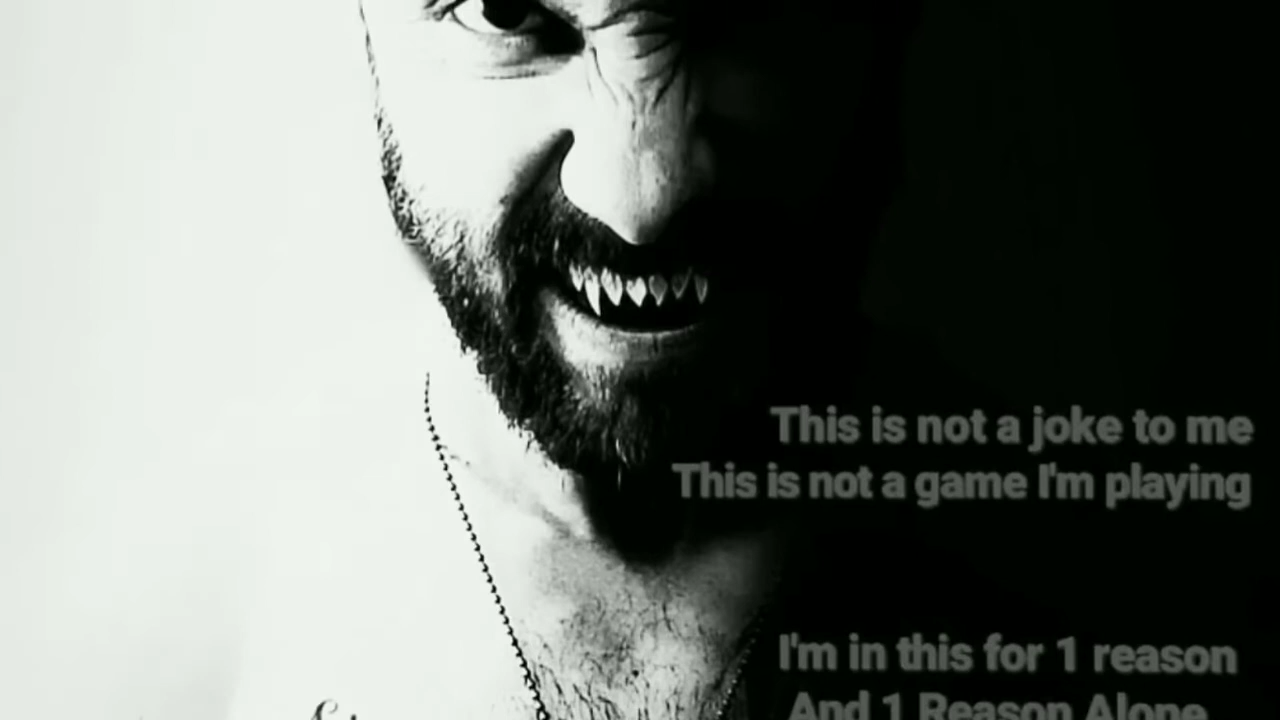 This is not a joke to me
This is not a game I'm playing
I'm in this for 1 reason
And 1 Reason Alone